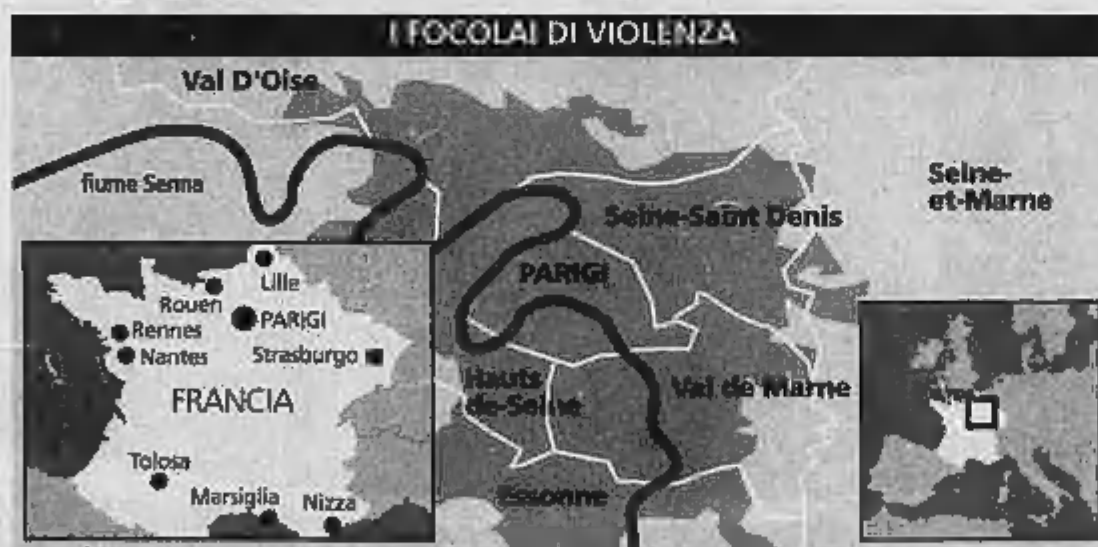 I FOCOLAI DI VIOLENZA
Val D'Oise
fiume Senna
Seine-
et-Marne
Seine-Saint Denis
PARIGI
Hauts
de-Seine
Val de Marne
Essonne
Lille
Rouen
PARIGI
Rennes
Nantes
Strasburgo
FRANCIA
Tolosa
Marsiglia
Nizza